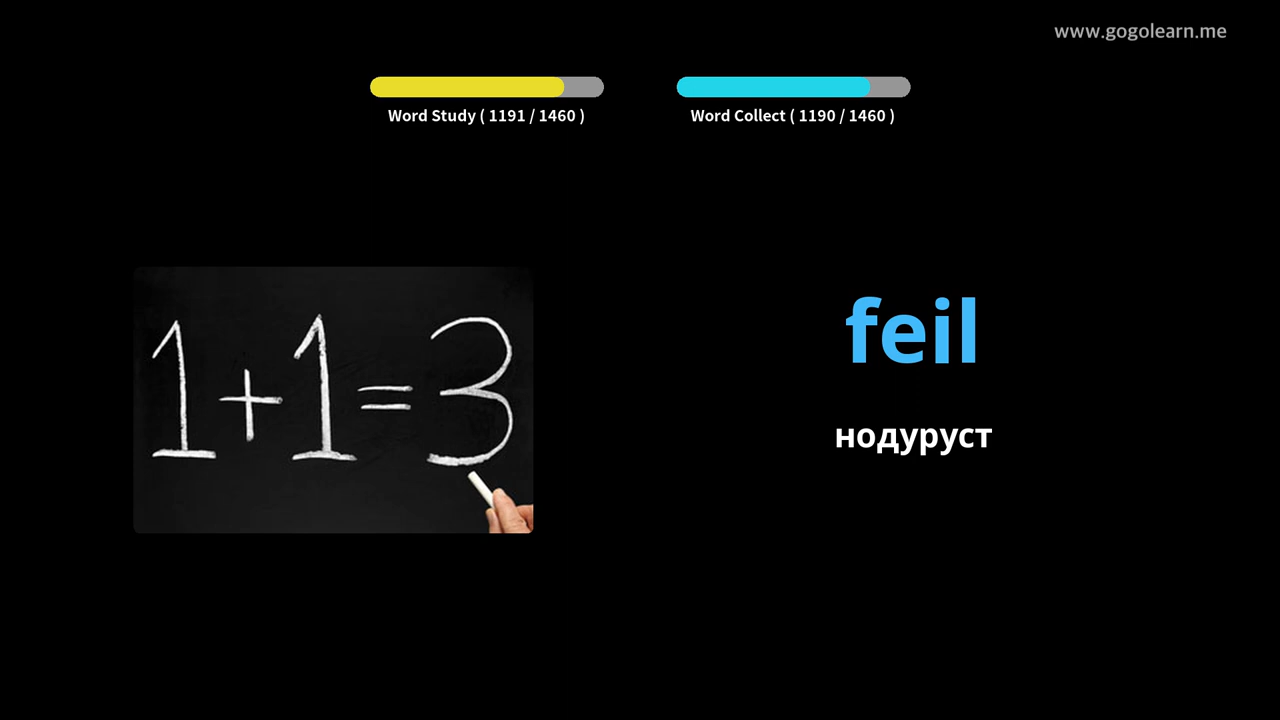 www.gogolearn.me
Word Study ( 1191 / 1460 )
Word Collect ( 1190 / 1460 )
1+1=3
feil
нодуруст